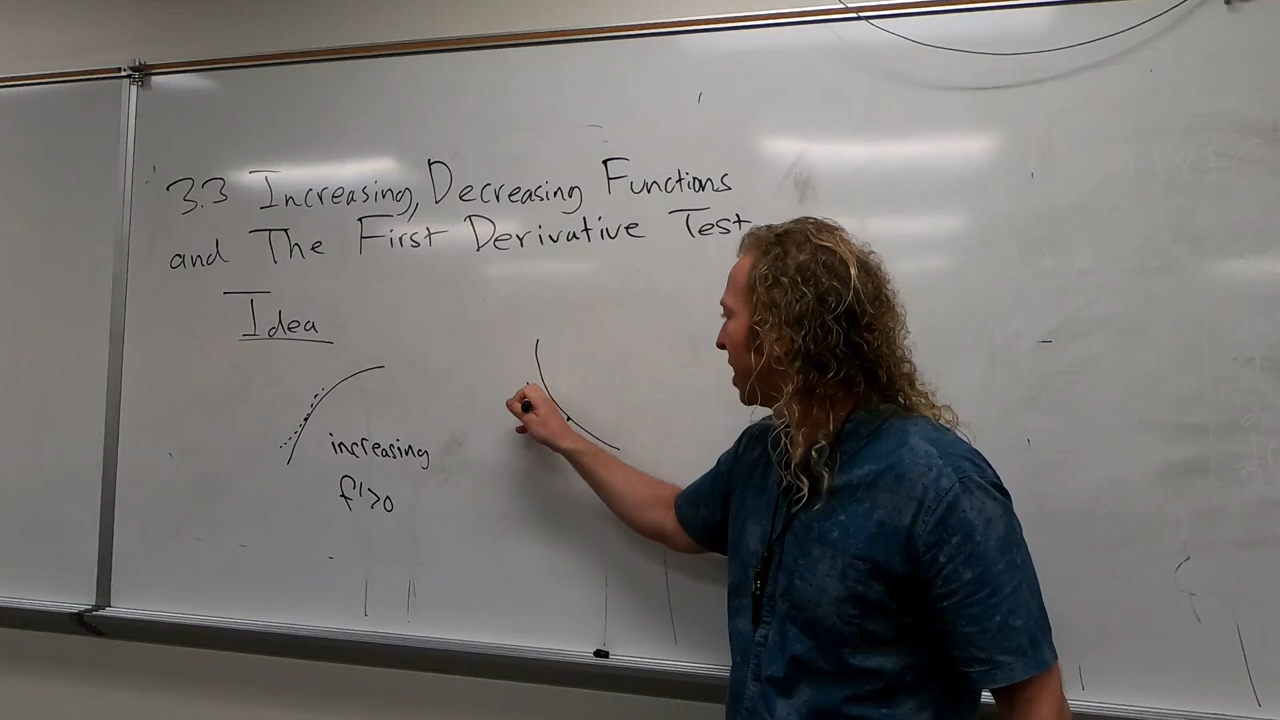 3.3 Increasing, Decreasing Functions
and The First Derivative Test
Idea
increasing
f'>0